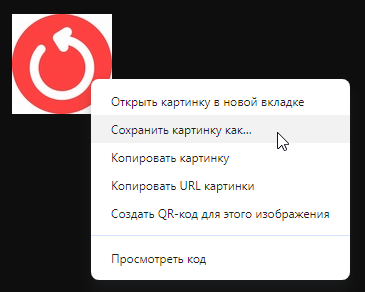 Открыть картинку в новой вкладке
Сохранить картинку как...
Копировать картинку
Копировать URL картинки
Создать QR-код для этого изображения
Просмотреть код